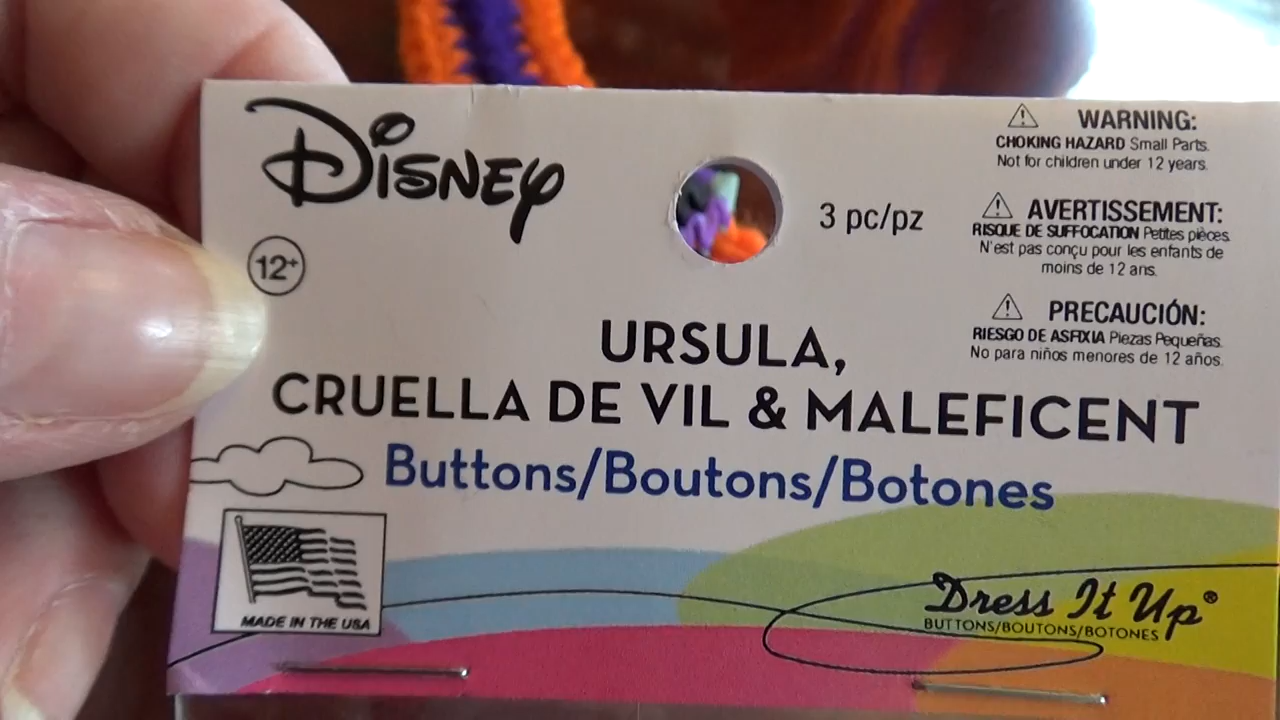 DISNEY
12+
3 pc/pz
WARNING:
CHOKING HAZARD Small Parts.
Not for children under 12 years.
AVERTISSEMENT:
RISQUE DE SUFFOCATION Petites pièces.
N'est pas conçu pour les enfants de
moins de 12 ans.
PRECAUCIÓN:
RIESGO DE ASFIXIA Piezas Pequeñas.
No para niños menores de 12 años.
URSULA,
CRUELLA DE VIL & MALEFICENT
Buttons/Boutons/Botones
MADE IN THE USA
Dress It Up®
BUTTONS/BOUTONS/BOTONES